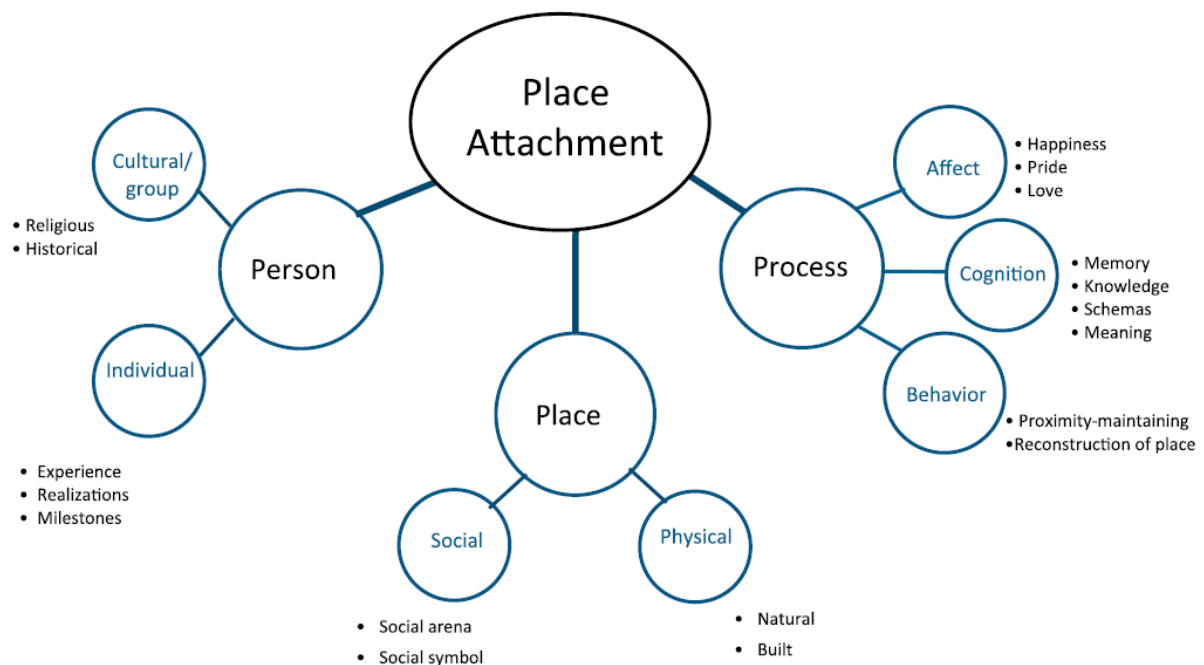 Place
Attachment
Cultural/
group
• Religious
• Historical
Person
Individual
• Experience
• Realizations
• Milestones
Place
Social
• Social arena
• Social symbol
Physical
• Natural
• Built
Process
Affect
• Happiness
• Pride
• Love
Cognition
• Memory
• Knowledge
• Schemas
• Meaning
Behavior
• Proximity-maintaining
•Reconstruction of place